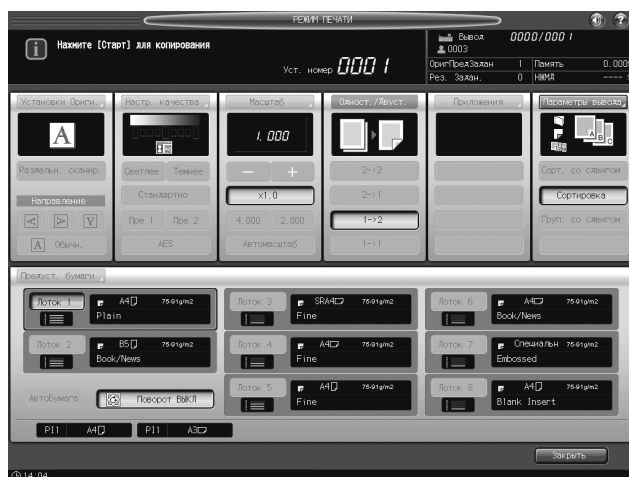 РЕЖИМ ПЕЧАТИ
Нажмите [Старт] для копирования
Уст. номер 0001
Вывод 0000/0001
0003
ОригПредЗадан 1 Память 0.000%
Рез. Задан. 0 НЖМД ----
Установки Ориги. Настр. качества Масштаб Одност./Двуст. Приложения Параметры вывода
A 1.000 A B C
Раздельн. сканир. Светлее Темнее − + 2->2 Сорт. со сдвигом
Направление Стандартно x1.0 2->1 Сортировка
A A A Пре 1 Пре 2 4.000 2.000 1->2 Груп. со сдвигом
A Обычн. AES Автомасштаб 1->1
Предуст. бумаги
Лоток 1 A4 75-91g/m2 Plain
Лоток 3 SRA4 75-91g/m2 Fine
Лоток 6 A4 75-91g/m2 Book/News
Лоток 2 B5 75-91g/m2 Book/News
Лоток 4 A4 75-91g/m2 Fine
Лоток 7 Специальн 75-91g/m2 Embossed
АвтоБумага Поворот ВЫКЛ
Лоток 5 A4 75-91g/m2 Fine
Лоток 8 A4 75-91g/m2 Blank Insert
PI1 A4 PI1 A3
Закрыть
14:04